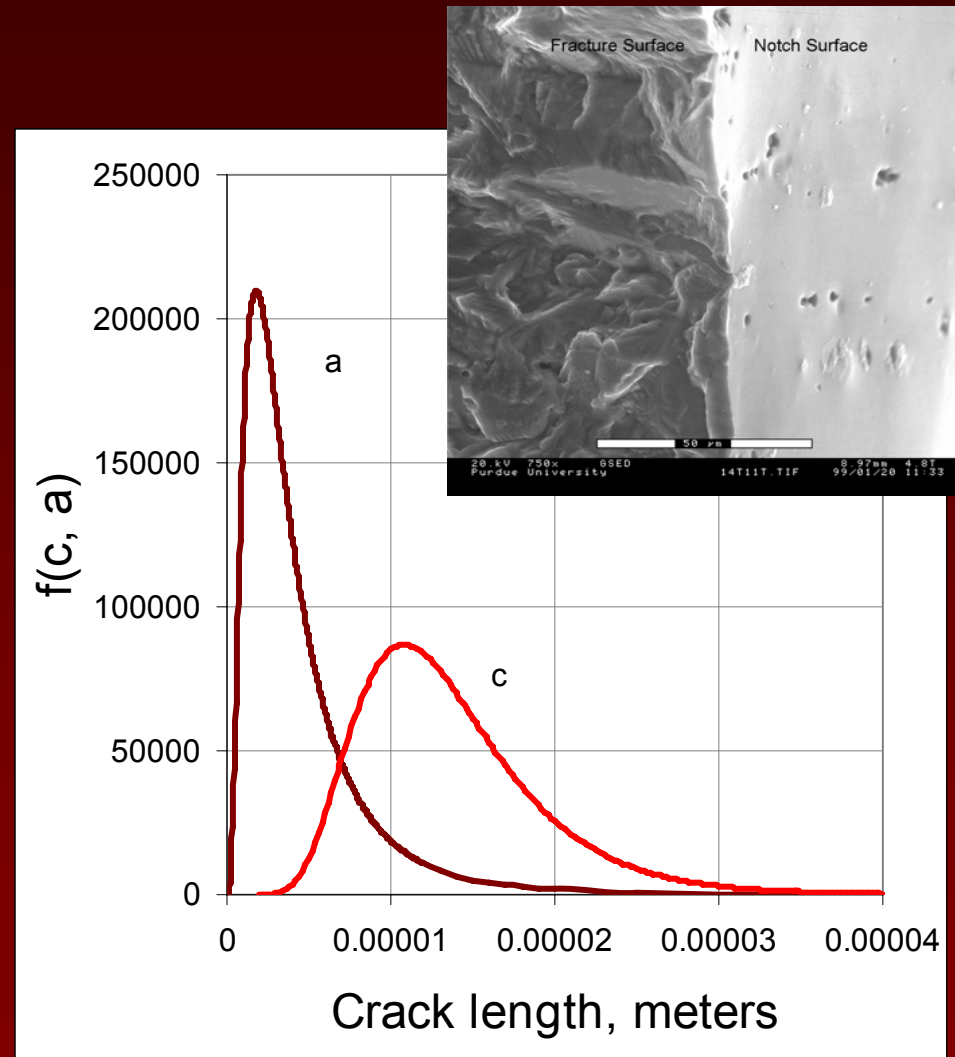 Fracture Surface Notch Surface
50 µm
20.kV 750x GSED 8.97mm 4.8T
Purdue University 14T11T.TIF 99/01/20 11:33
250000
200000
150000
100000
50000
0
f(c, a)
a
c
0 0.00001 0.00002 0.00003 0.00004
Crack length, meters